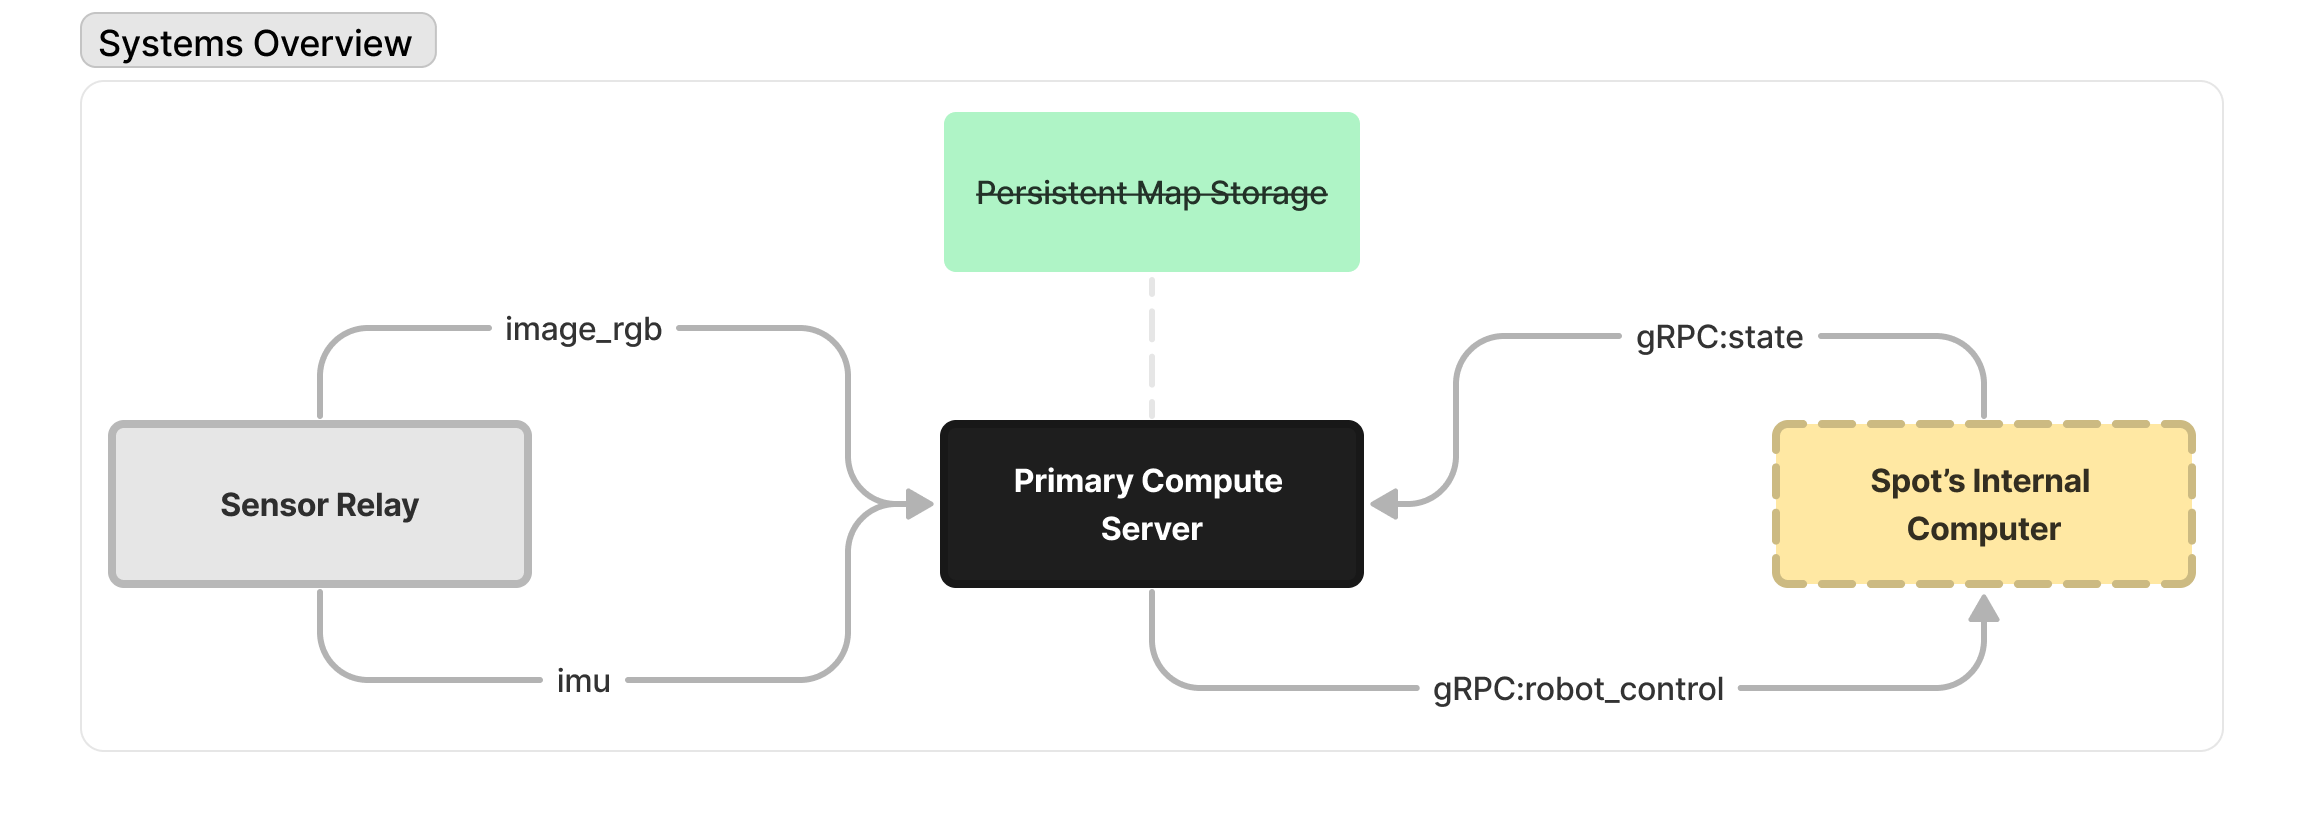 Systems Overview
Persistent Map Storage
image_rgb
gRPC:state
Sensor Relay
Primary Compute
Server
Spot’s Internal
Computer
imu
gRPC:robot_control